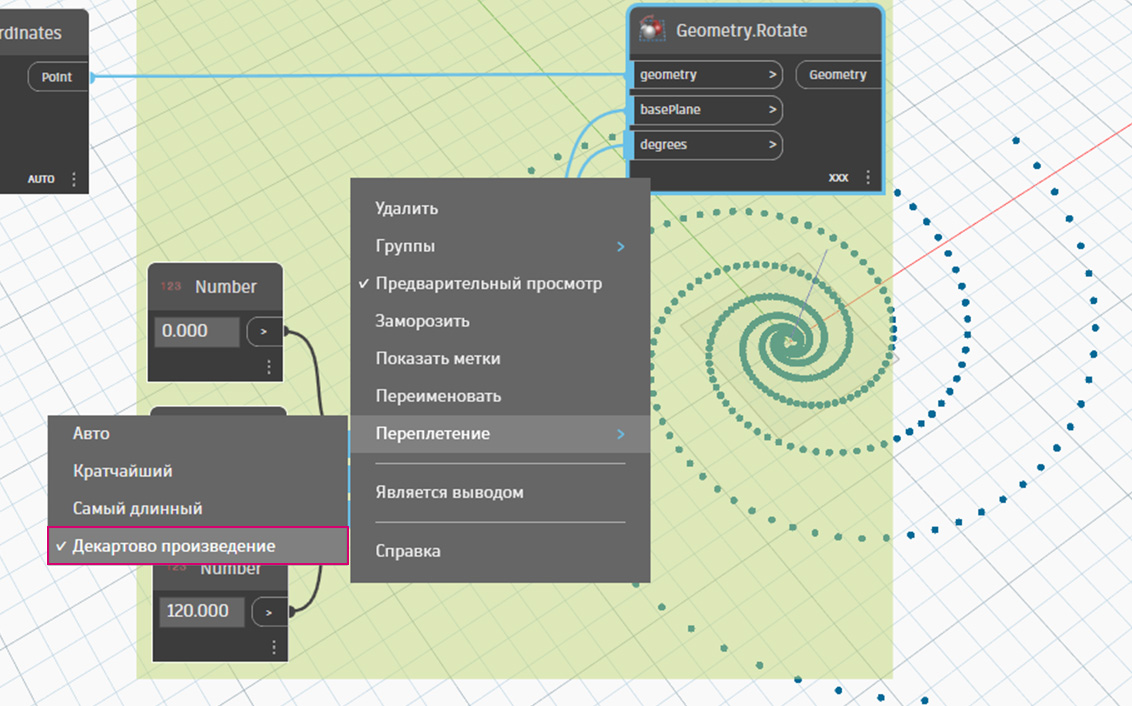 rdinates
Point
AUTO
Geometry.Rotate
geometry >
Geometry
basePlane >
degrees >
xxx
Удалить
Группы >
✓ Предварительный просмотр
Заморозить
Показать метки
Переименовать
Переплетение >
Является выводом
Справка
123 Number
0.000 >
Авто
Кратчайший
Самый длинный
✓ Декартово произведение
123 Number
120.000 >